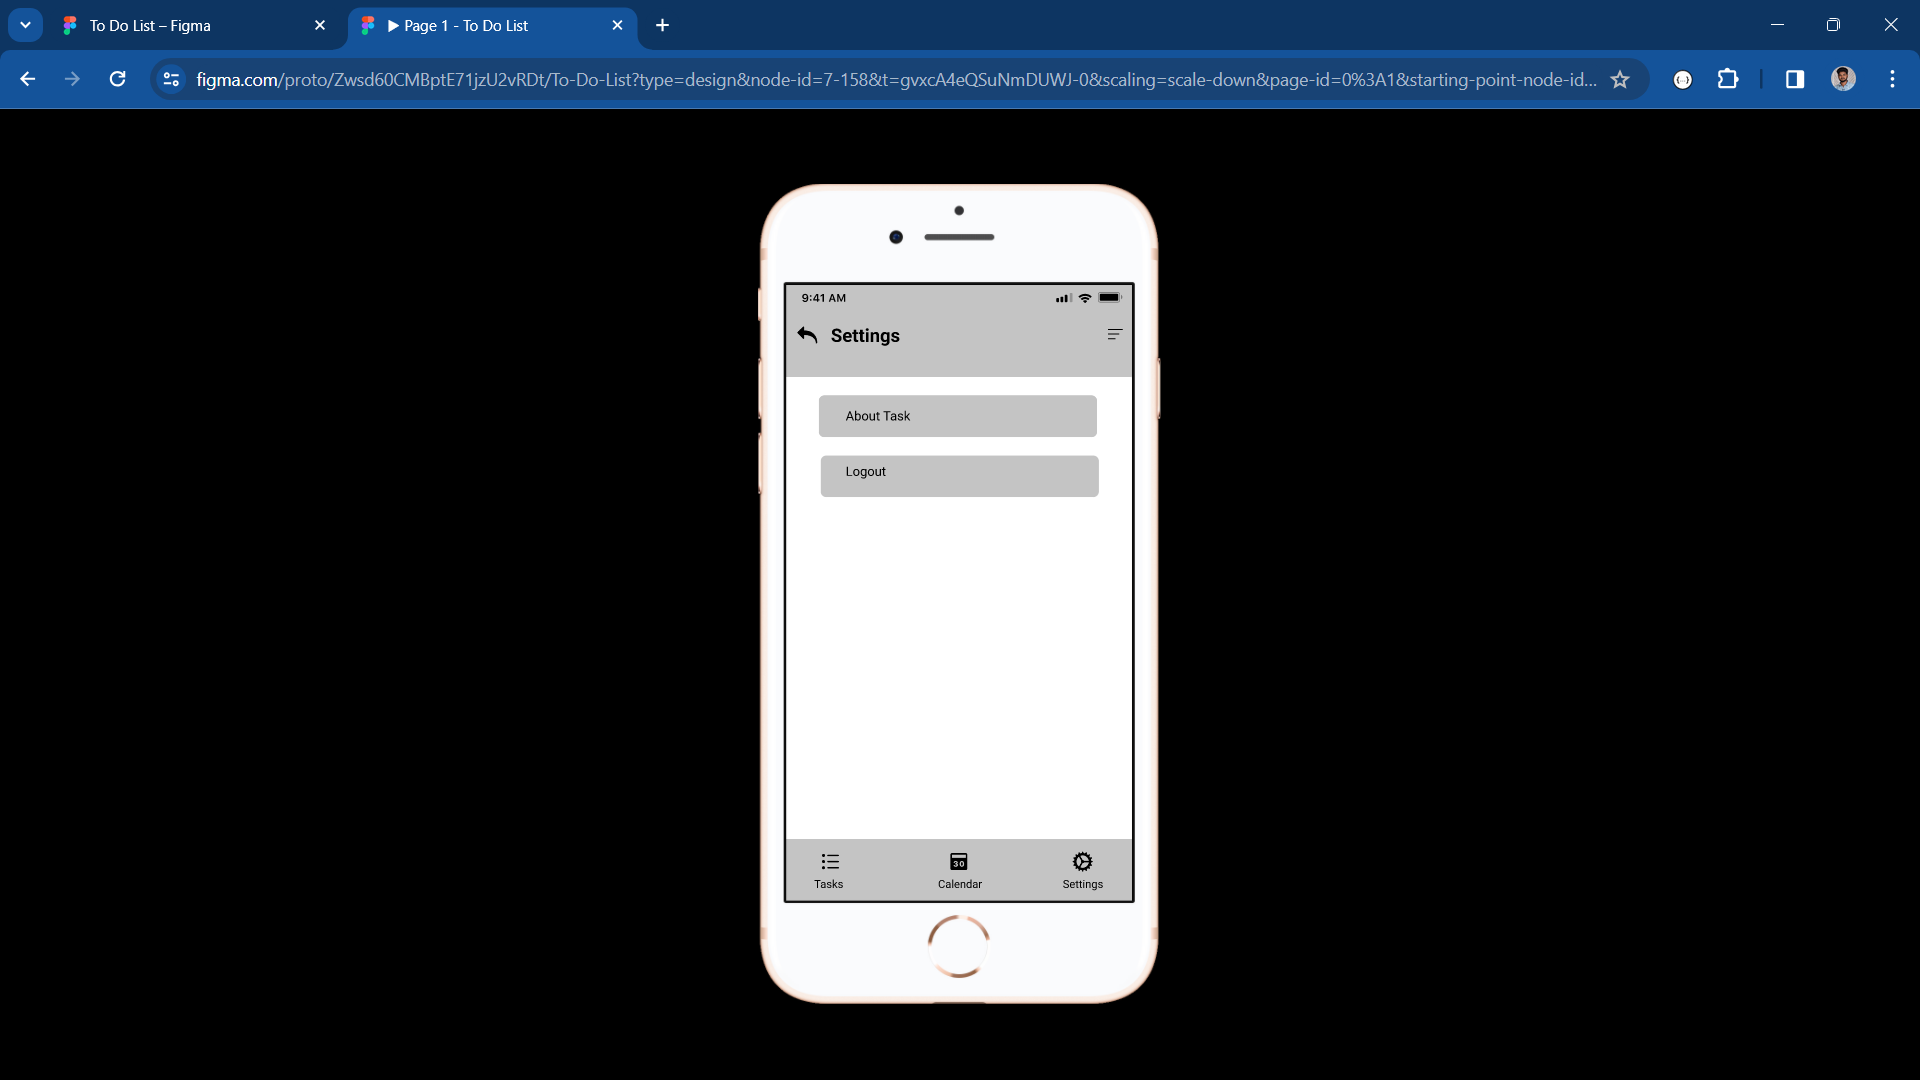 To Do List – Figma
Page 1 - To Do List
figma.com/proto/Zwsd60CMBptE71jzU2vRDt/To-Do-List?type=design&node-id=7-158&t=gvxcA4eQSuNmDUWJ-0&scaling=scale-down&page-id=0%3A1&starting-point-node-id...
9:41 AM
Settings
About Task
Logout
30
Tasks
Calendar
Settings